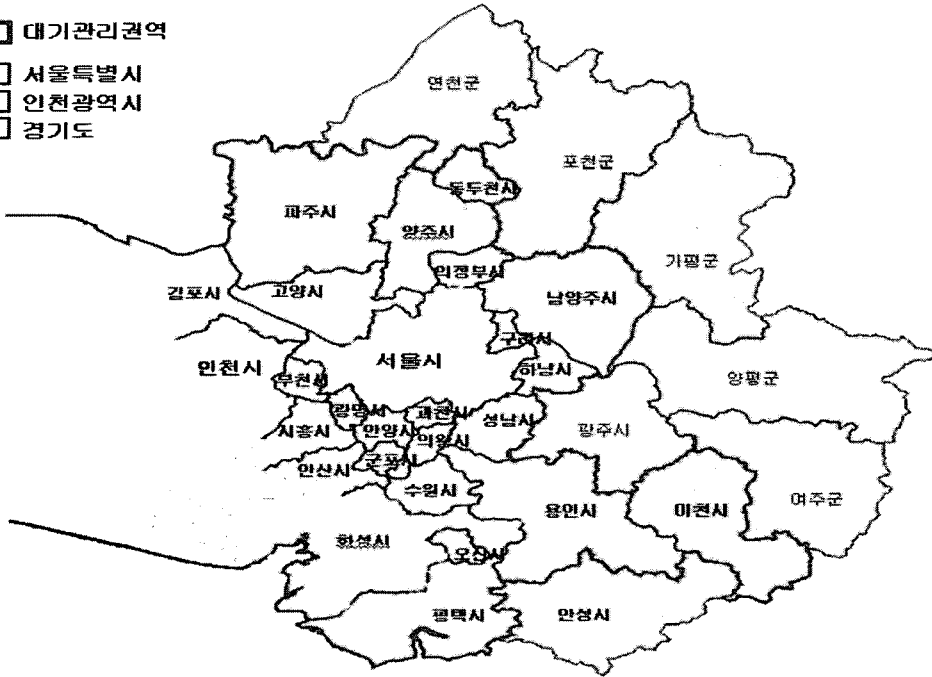 대기관리권역
서울특별시
인천광역시
경기도
연천군
포천군
동두천시
파주시
양주시
가평군
의정부시
김포시
고양시
남양주시
구리시
인천시
서울시
하남시
부천시
양평군
광명시
과천시
성남시
시흥시
안양시
의왕시
광주시
군포시
안산시
수원시
여주군
용인시
이천시
화성시
오산시
평택시
안성시